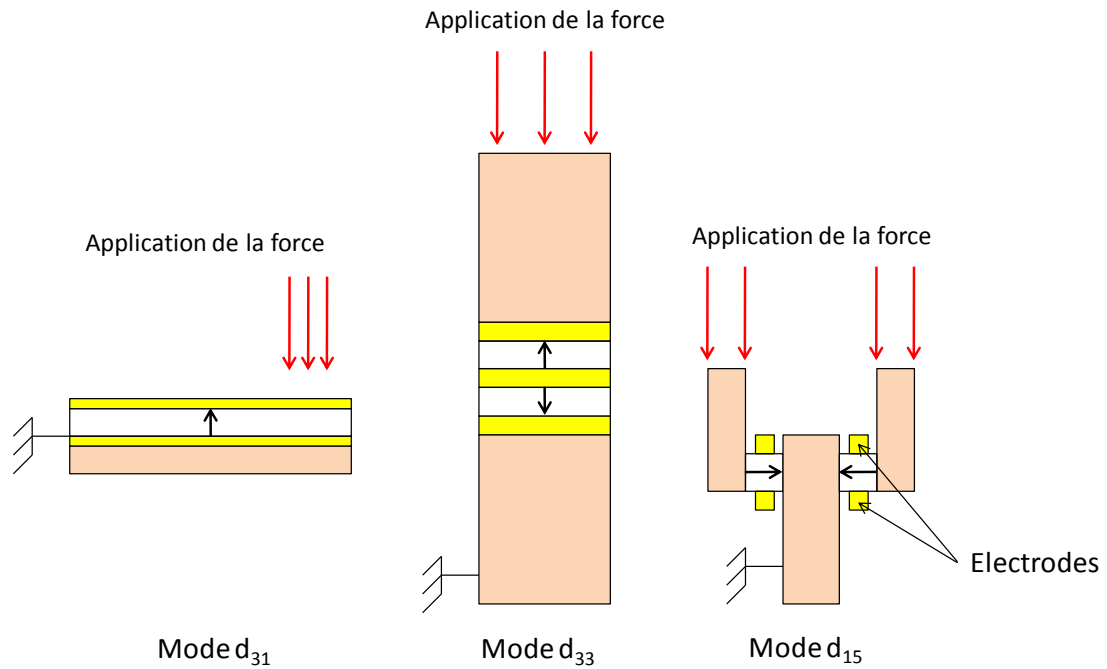 Application de la force
Application de la force
Application de la force
Electrodes
Mode d₃₁
Mode d₃₃
Mode d₁₅